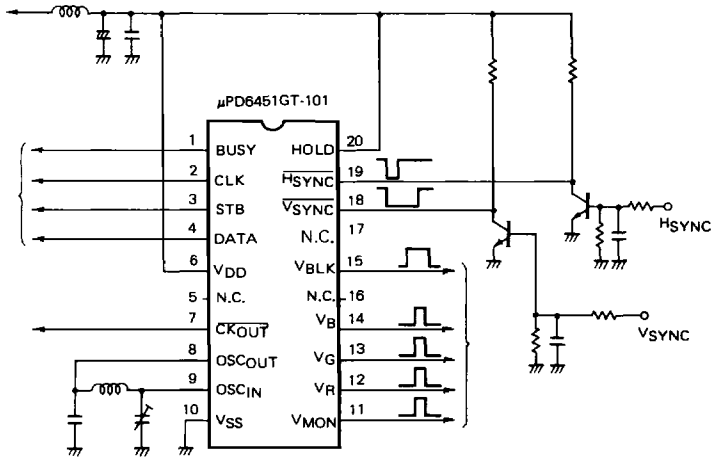 μPD6451GT-101
1 BUSY HOLD 20
2 CLK HSYNC 19
3 STB VSYNC 18
4 DATA N.C. 17
6 VDD VBLK 15
5 N.C. N.C. 16
7 CKOUT VB 14
8 OSCOUT VG 13
9 OSCIN VR 12
10 VSS VMON 11
HSYNC
VSYNC